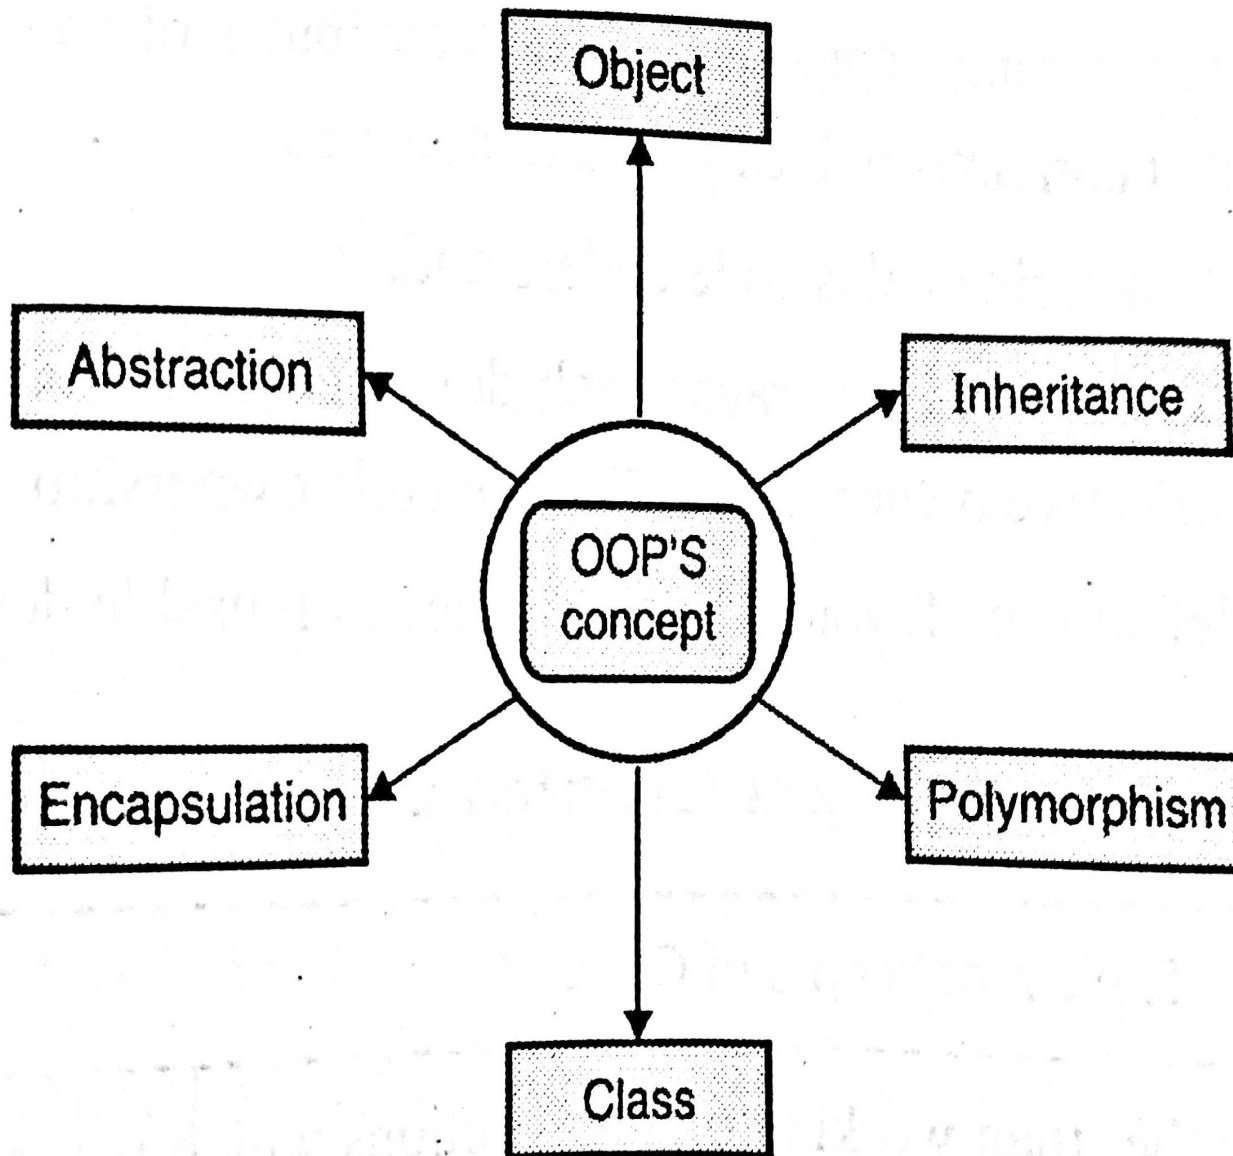 Object
Abstraction
Inheritance
OOP'S
concept
Encapsulation
Polymorphism
Class